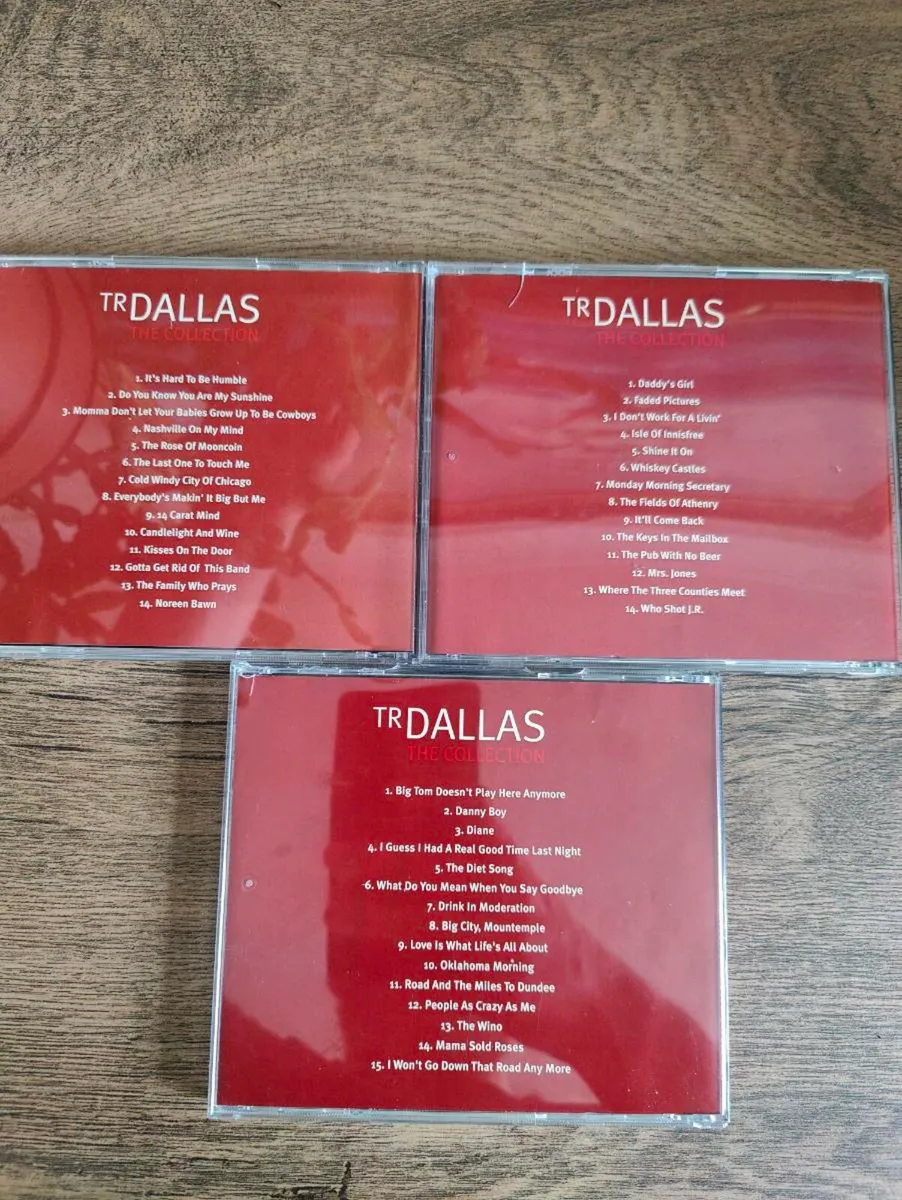 TR DALLAS
THE COLLECTION
1. It's Hard To Be Humble
2. Do You Know You Are My Sunshine
3. Momma Don't Let Your Babies Grow Up To Be Cowboys
4. Nashville On My Mind
5. The Rose Of Mooncoin
6. The Last One To Touch Me
7. Cold Windy City Of Chicago
8. Everybody's Makin' It Big But Me
9. 14 Carat Mind
10. Candlelight And Wine
11. Kisses On The Door
12. Gotta Get Rid Of This Band
13. The Family Who Prays
14. Noreen Bawn
TR DALLAS
THE COLLECTION
1. Daddy's Girl
2. Faded Pictures
3. I Don't Work For A Livin'
4. Isle Of Innisfree
5. Shine It On
6. Whiskey Castles
7. Monday Morning Secretary
8. The Fields Of Athenry
9. It'll Come Back
10. The Keys In The Mailbox
11. The Pub With No Beer
12. Mrs. Jones
13. Where The Three Counties Meet
14. Who Shot J.R.
TR DALLAS
THE COLLECTION
1. Big Tom Doesn't Play Here Anymore
2. Danny Boy
3. Diane
4. I Guess I Had A Real Good Time Last Night
5. The Diet Song
6. What Do You Mean When You Say Goodbye
7. Drink In Moderation
8. Big City, Mountemple
9. Love Is What Life's All About
10. Oklahoma Morning
11. Road And The Miles To Dundee
12. People As Crazy As Me
13. The Wino
14. Mama Sold Roses
15. I Won't Go Down That Road Any More